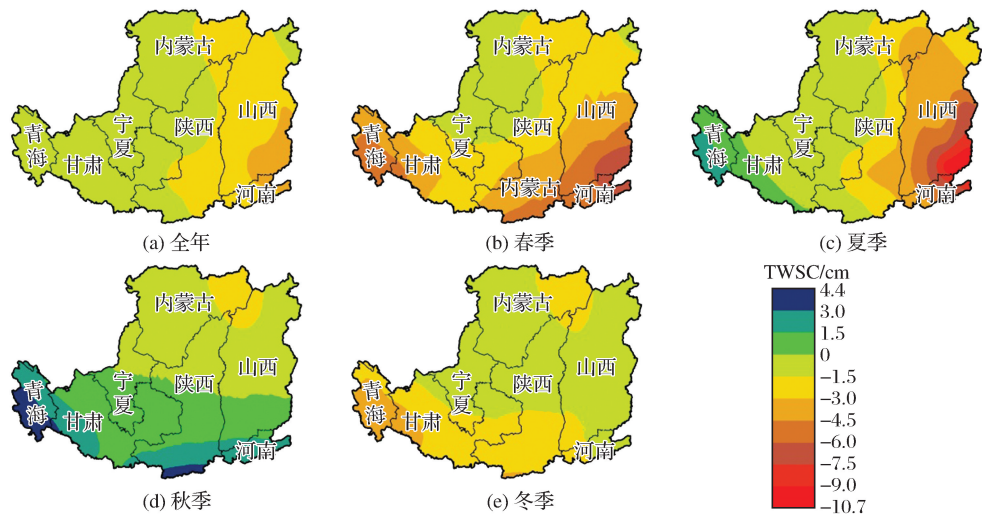 内蒙古
山西
陕西
宁夏
甘肃
青海
河南
(a) 全年
内蒙古
山西
陕西
宁夏
甘肃
青海
内蒙古
河南
(b) 春季
内蒙古
山西
陕西
宁夏
甘肃
青海
河南
(c) 夏季
内蒙古
山西
陕西
宁夏
甘肃
青海
河南
(d) 秋季
内蒙古
山西
陕西
宁夏
甘肃
青海
河南
(e) 冬季
TWSC/cm
4.4
3.0
1.5
0
−1.5
−3.0
−4.5
−6.0
−7.5
−9.0
−10.7